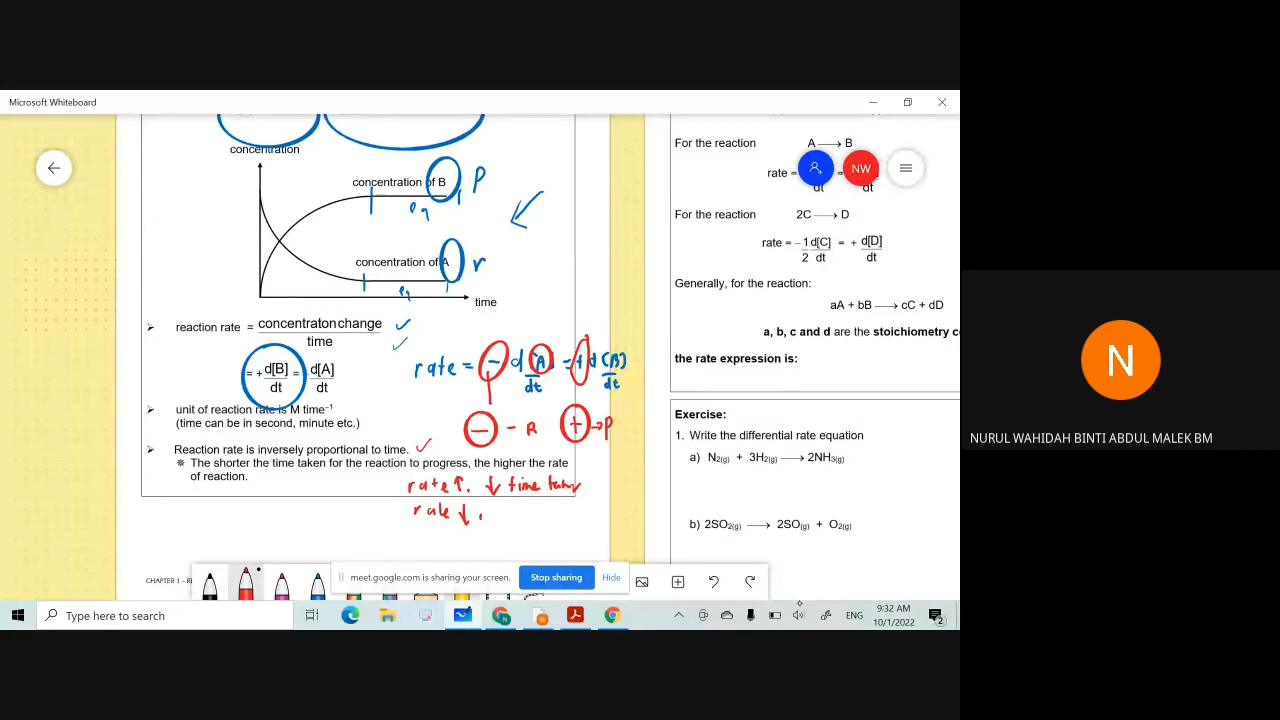 Microsoft Whiteboard
concentration
concentration of B
P
eq
concentration of A
r
eq
time
reaction rate = concentraton change
time
= + d[B] = - d[A]
dt dt
rate = - d[A] = + d[B]
dt dt
unit of reaction rate is M time⁻¹
(time can be in second, minute etc.)
- – R + → P
Reaction rate is inversely proportional to time.
The shorter the time taken for the reaction to progress, the higher the rate
of reaction.
rate ↑, ↓ time
rate ↓,
CHAPTER 1 – RE
For the reaction A → B
NW
rate =
dt dt
For the reaction 2C → D
rate = - 1 d[C] = + d[D]
2 dt dt
Generally, for the reaction:
aA + bB → cC + dD
a, b, c and d are the stoichiometry
the rate expression is:
Exercise:
1. Write the differential rate equation
a) N2(g) + 3H2(g) → 2NH3(g)
b) 2SO2(g) → 2SO(g) + O2(g)
meet.google.com is sharing your screen. Stop sharing Hide
Type here to search
ENG
9:32 AM
10/1/2022
2
N
NURUL WAHIDAH BINTI ABDUL MALEK BM